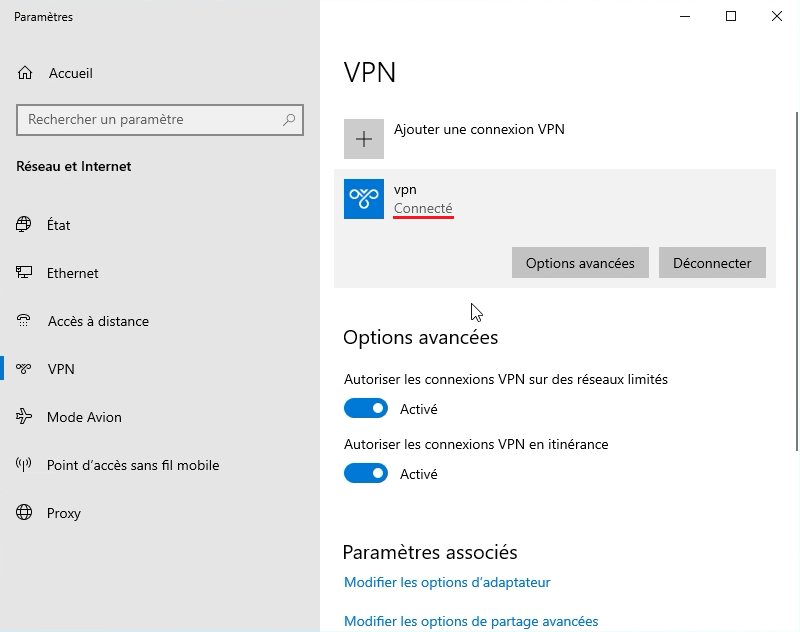 Paramètres
Accueil
Rechercher un paramètre
Réseau et Internet
État
Ethernet
Accès à distance
VPN
Mode Avion
Point d’accès sans fil mobile
Proxy
VPN
Ajouter une connexion VPN
vpn
Connecté
Options avancées Déconnecter
Options avancées
Autoriser les connexions VPN sur des réseaux limités
Activé
Autoriser les connexions VPN en itinérance
Activé
Paramètres associés
Modifier les options d’adaptateur
Modifier les options de partage avancées